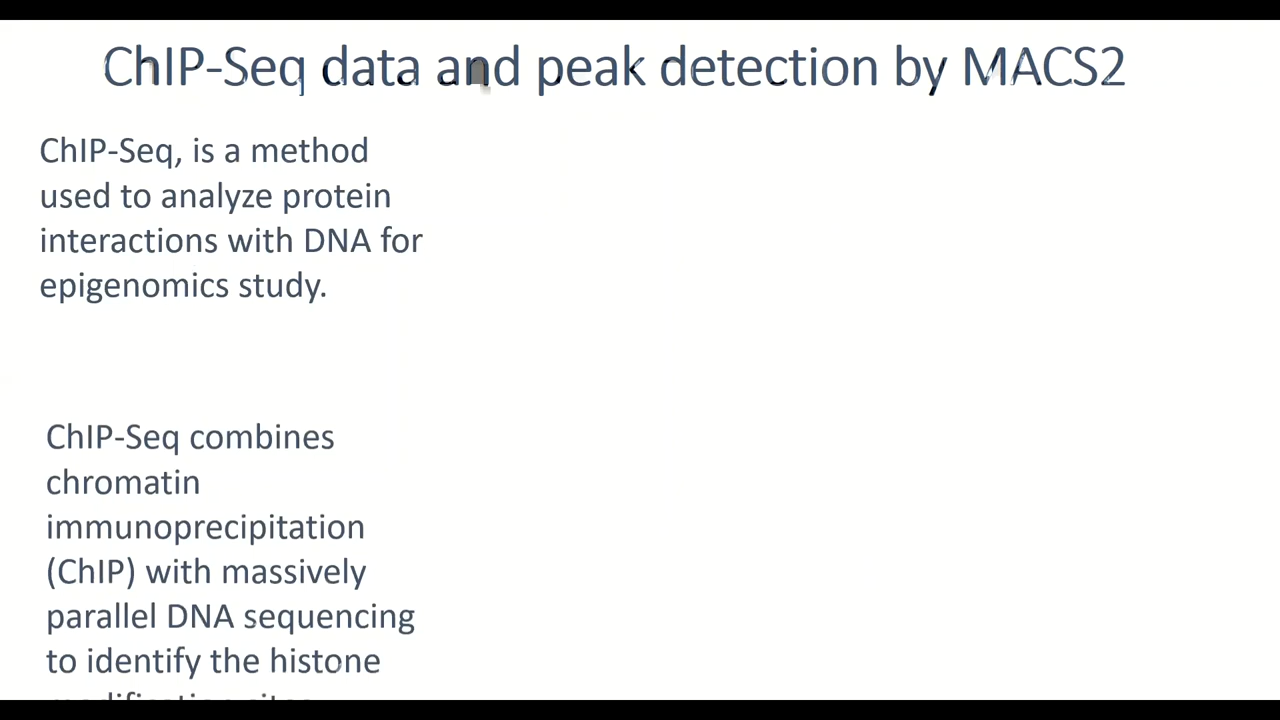 ChIP-Seq data and peak detection by MACS2
ChIP-Seq, is a method
used to analyze protein
interactions with DNA for
epigenomics study.
ChIP-Seq combines
chromatin
immunoprecipitation
(ChIP) with massively
parallel DNA sequencing
to identify the histone